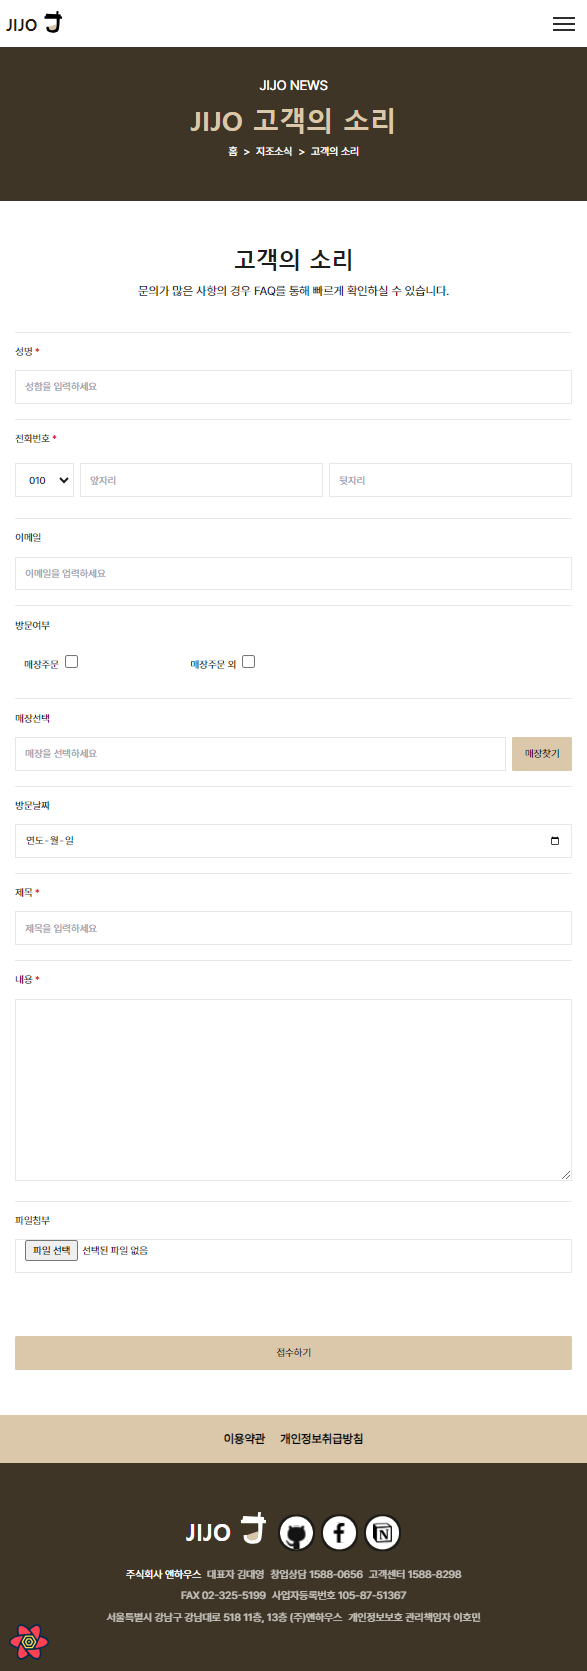 JIJO
JIJO NEWS
JIJO 고객의 소리
홈 > 지조소식 > 고객의 소리
고객의 소리
문의가 많은 사항의 경우 FAQ를 통해 빠르게 확인하실 수 있습니다.
성명 *
성함을 입력하세요
전화번호 *
010 앞자리 뒷자리
이메일
이메일을 업력하세요
방문여부
매장주문 매장주문 외
매장선택
매장을 선택하세요 매장찾기
방문날짜
연도-월-일
제목 *
제목을 입력하세요
내용 *
파일첨부
파일 선택 선택된 파일 없음
접수하기
이용약관 개인정보취급방침
JIJO
주식회사 앤하우스 대표자 김대영 창업상담 1588-0656 고객센터 1588-8298
FAX 02-325-5199 사업자등록번호 105-87-51367
서울특별시 강남구 강남대로 518 11층, 13층 (주)앤하우스 개인정보보호 관리책임자 이호민